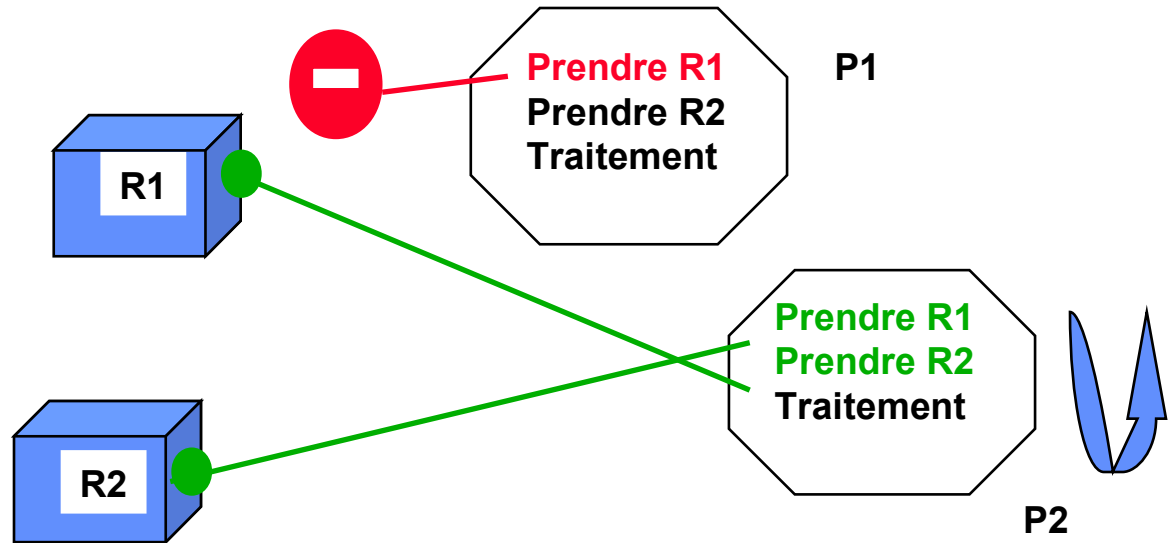 Prendre R1
Prendre R2
Traitement
P1
R1
Prendre R1
Prendre R2
Traitement
R2
P2